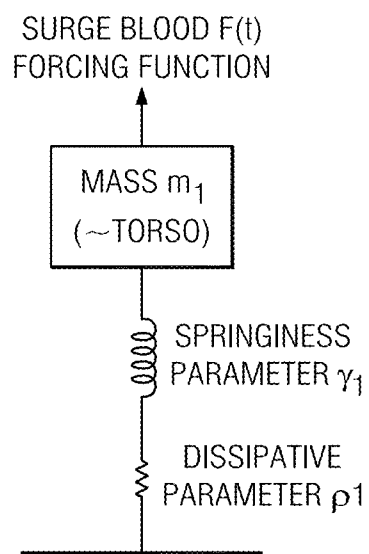 SURGE BLOOD F(t)
FORCING FUNCTION
MASS m₁
(~TORSO)
SPRINGINESS
PARAMETER γ₁
DISSIPATIVE
PARAMETER ρ1